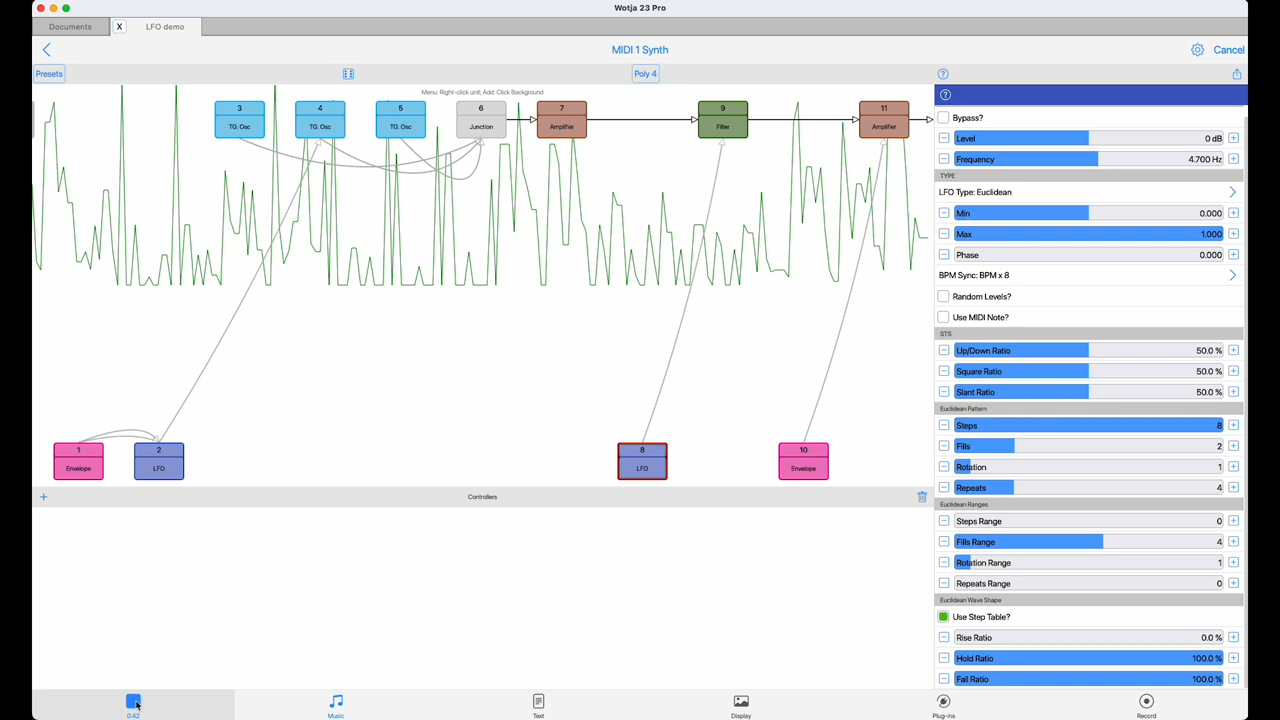 Wotja 23 Pro
Documents
X
LFO demo
MIDI 1 Synth
Cancel
Presets
Poly 4
Menu: Right-click unit; Add: Click Background
3
TG: Osc
4
TG: Osc
5
TG: Osc
6
Junction
7
Amplifier
9
Filter
11
Amplifier
1
Envelope
2
LFO
8
LFO
10
Envelope
Controllers
Bypass?
Level 0 dB
Frequency 4.700 Hz
TYPE
LFO Type: Euclidean
Min 0.000
Max 1.000
Phase 0.000
BPM Sync: BPM x 8
Random Levels?
Use MIDI Note?
STS
Up/Down Ratio 50.0 %
Square Ratio 50.0 %
Slant Ratio 50.0 %
Euclidean Pattern
Steps 8
Fills 2
Rotation 1
Repeats 4
Euclidean Ranges
Steps Range 0
Fills Range 4
Rotation Range 1
Repeats Range 0
Euclidean Wave Shape
Use Step Table?
Rise Ratio 0.0 %
Hold Ratio 100.0 %
Fall Ratio 100.0 %
0:42
Music
Text
Display
Plug-ins
Record